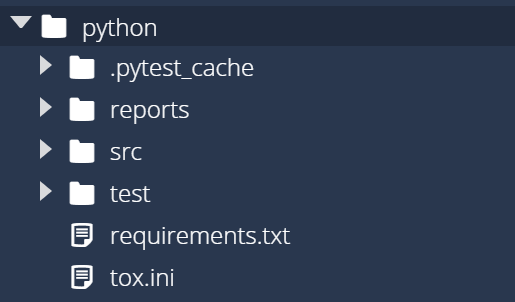 python
.pytest_cache
reports
src
test
requirements.txt
tox.ini